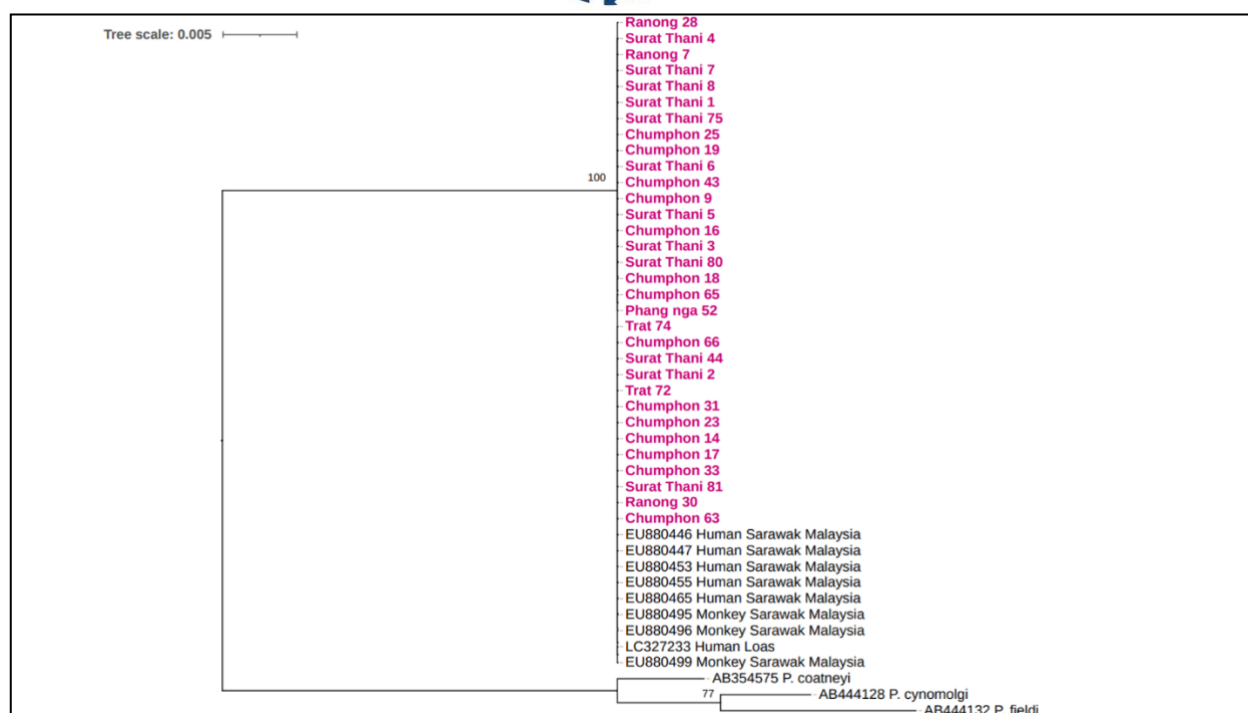 Tree scale: 0.005
Ranong 28
Surat Thani 4
Ranong 7
Surat Thani 7
Surat Thani 8
Surat Thani 1
Surat Thani 75
Chumphon 25
Chumphon 19
Surat Thani 6
100
Chumphon 43
Chumphon 9
Surat Thani 5
Chumphon 16
Surat Thani 3
Surat Thani 80
Chumphon 18
Chumphon 65
Phang nga 52
Trat 74
Chumphon 66
Surat Thani 44
Surat Thani 2
Trat 72
Chumphon 31
Chumphon 23
Chumphon 14
Chumphon 17
Chumphon 33
Surat Thani 81
Ranong 30
Chumphon 63
EU880446 Human Sarawak Malaysia
EU880447 Human Sarawak Malaysia
EU880453 Human Sarawak Malaysia
EU880455 Human Sarawak Malaysia
EU880465 Human Sarawak Malaysia
EU880495 Monkey Sarawak Malaysia
EU880496 Monkey Sarawak Malaysia
LC327233 Human Loas
EU880499 Monkey Sarawak Malaysia
AB354575 P. coatneyi
77
AB444128 P. cynomolgi
AB444132 P. fieldi